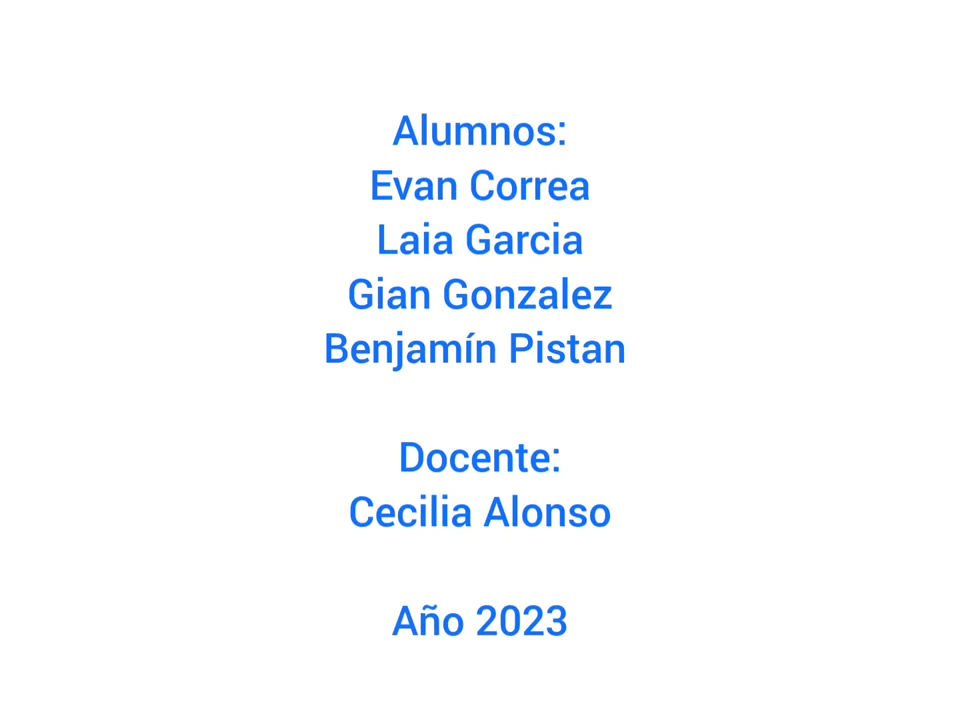 Alumnos:
Evan Correa
Laia Garcia
Gian Gonzalez
Benjamín Pistan
Docente:
Cecilia Alonso
Año 2023